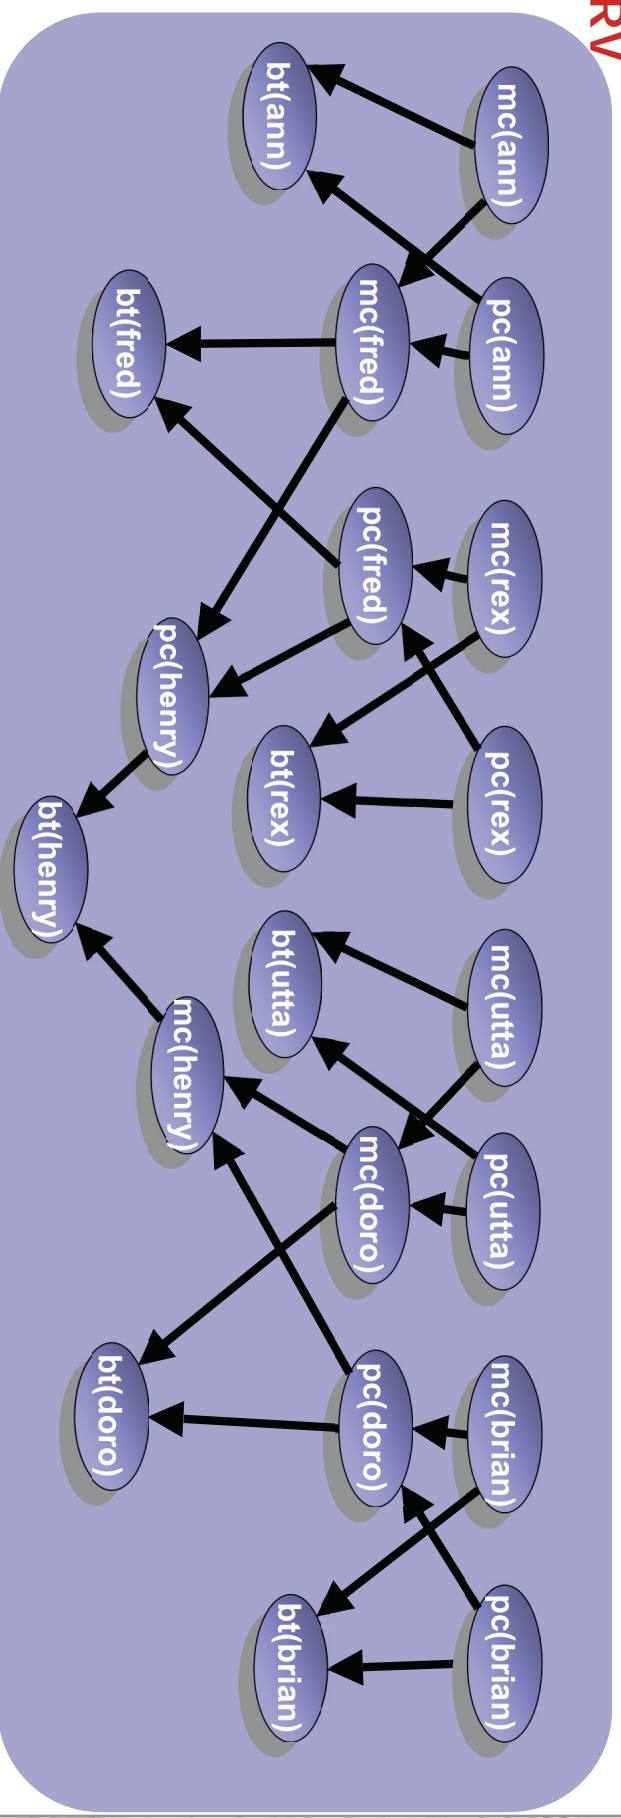 RV
mc(ann)
pc(ann)
mc(rex)
pc(rex)
mc(utta)
pc(utta)
mc(brian)
pc(brian)
mc(fred)
pc(fred)
mc(doro)
pc(doro)
bt(ann)
bt(rex)
bt(utta)
bt(brian)
pc(henry)
mc(henry)
bt(fred)
bt(doro)
bt(henry)